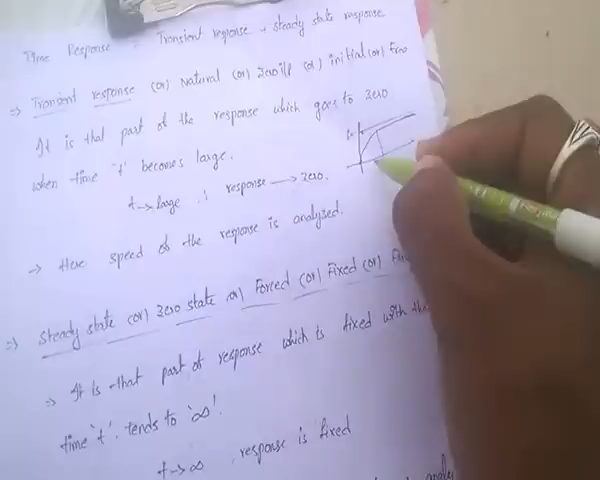 Time Response : Transient response + steady state response
=> Transient response (or) Natural (or) Zero i/p (or) initial (or) free
It is that part of the response which goes to zero
when time 't' becomes large.
t → large ∴ response → zero.
→ Here speed of the response is analysed.
=> Steady state (or) Zero state (or) Forced (or) Fixed (or)
=> It is that part of response which is fixed with the
time 't' tends to '∞'.
t → ∞ response is fixed